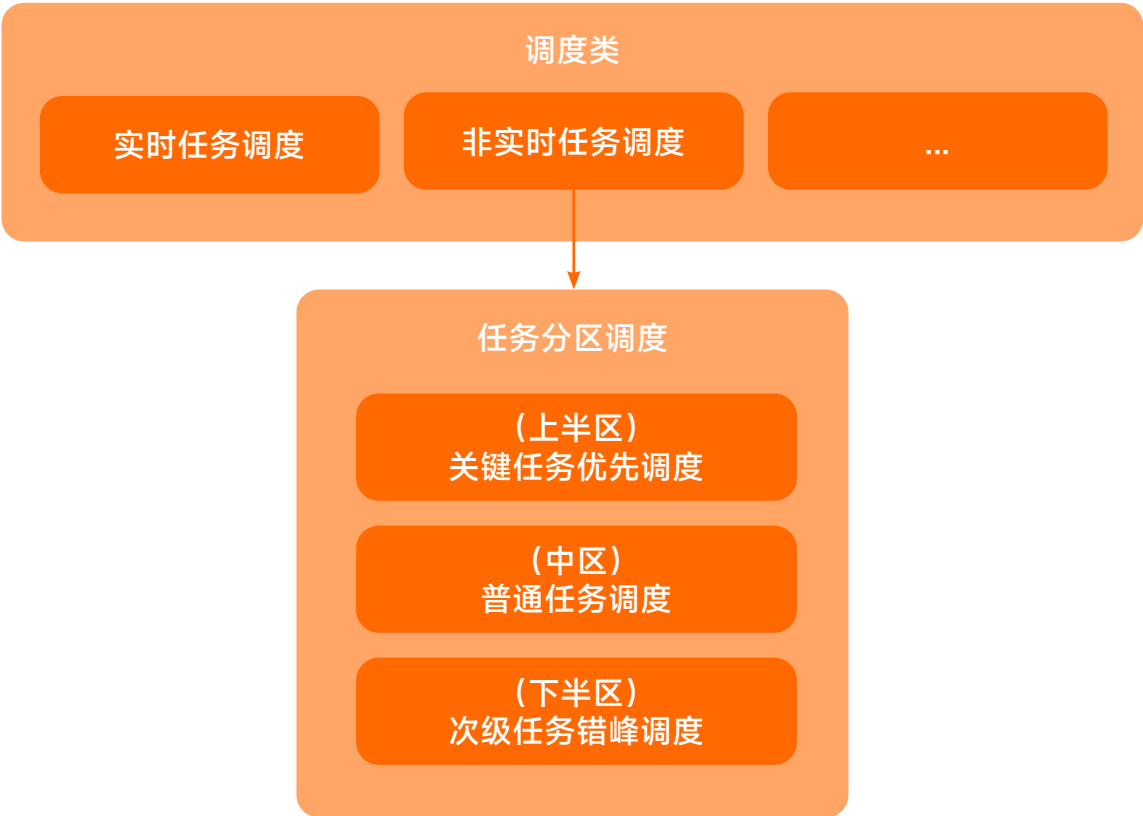 调度类
实时任务调度
非实时任务调度
...
任务分区调度
(上半区)
关键任务优先调度
(中区)
普通任务调度
(下半区)
次级任务错峰调度